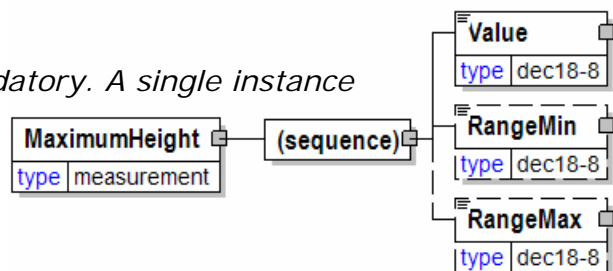 Value
type dec18-8
datory. A single instance
MaximumHeight
type measurement
(sequence)
RangeMin
type dec18-8
RangeMax
type dec18-8